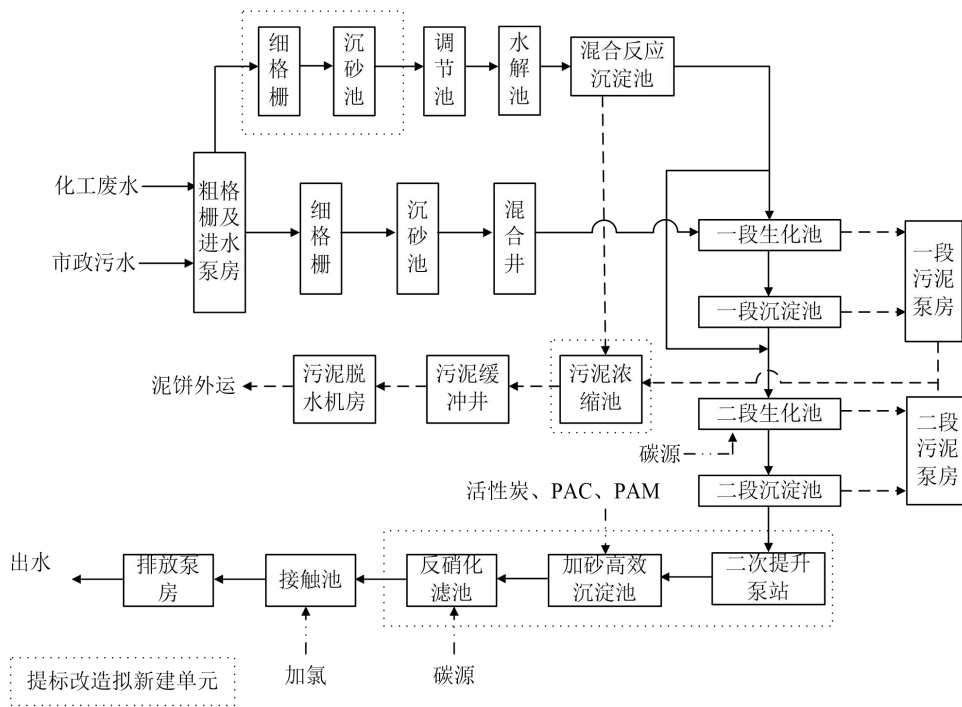 细格栅
沉砂池
调节池
水解池
混合反应
沉淀池
化工废水
市政污水
粗格
栅及
进水
泵房
细格栅
沉砂池
混合井
一段生化池
一段污泥泵房
一段沉淀池
泥饼外运
污泥脱
水机房
污泥缓
冲井
污泥浓
缩池
二段生化池
二段污泥泵房
碳源
二段沉淀池
活性炭、PAC、PAM
出水
排放泵
房
接触池
反硝化
滤池
加砂高效
沉淀池
二次提升
泵站
加氯
碳源
提标改造拟新建单元